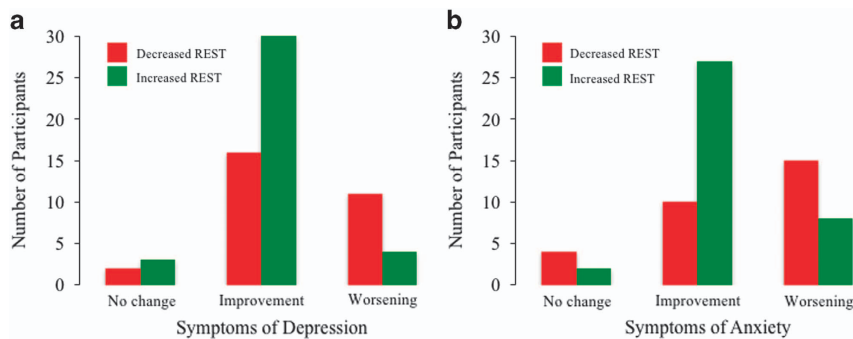 a
30
25
20
15
10
5
0
Number of Participants
Decreased REST
Increased REST
No change Improvement Worsening
Symptoms of Depression
b
30
25
20
15
10
5
0
Number of Participants
Decreased REST
Increased REST
No change Improvement Worsening
Symptoms of Anxiety